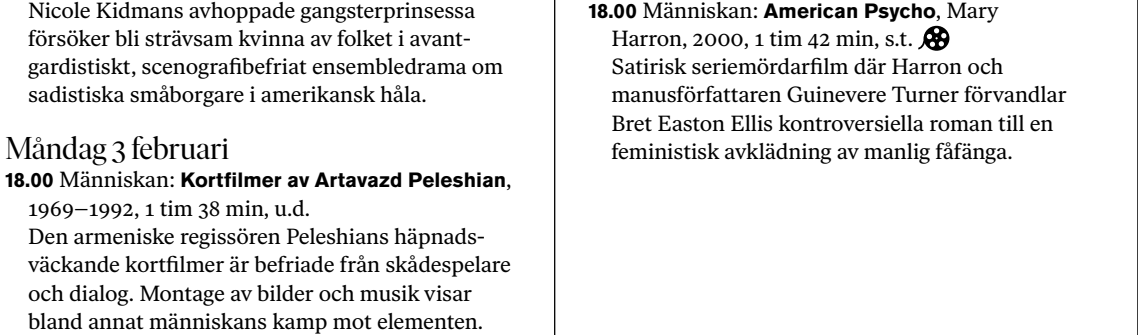 Nicole Kidmans avhoppade gangsterprinsessa
försöker bli strävsam kvinna av folket i avant-
gardistiskt, scenografibefriat ensembledrama om
sadistiska småborgare i amerikansk håla.
Måndag 3 februari
18.00 Människan: Kortfilmer av Artavazd Peleshian,
1969–1992, 1 tim 38 min, u.d.
Den armeniske regissören Peleshians häpnads-
väckande kortfilmer är befriade från skådespelare
och dialog. Montage av bilder och musik visar
bland annat människans kamp mot elementen.
18.00 Människan: American Psycho, Mary
Harron, 2000, 1 tim 42 min, s.t.
Satirisk seriemördarfilm där Harron och
manusförfattaren Guinevere Turner förvandlar
Bret Easton Ellis kontroversiella roman till en
feministisk avklädning av manlig fåfänga.